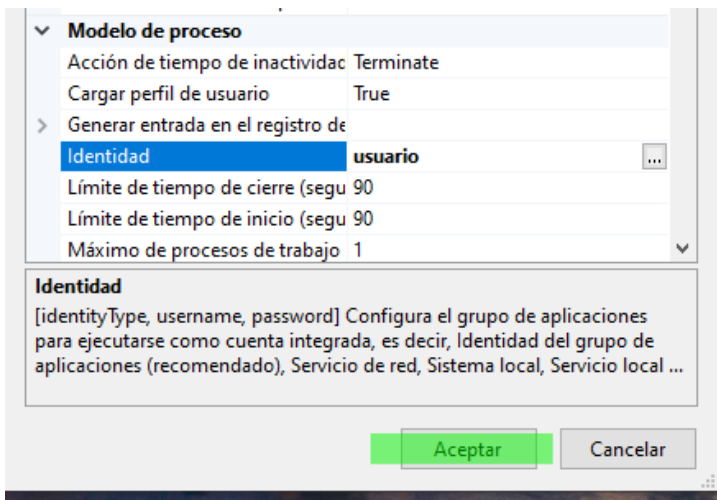 Modelo de proceso
Acción de tiempo de inactividad Terminate
Cargar perfil de usuario True
Generar entrada en el registro de
Identidad usuario ...
Límite de tiempo de cierre (segu 90
Límite de tiempo de inicio (segu 90
Máximo de procesos de trabajo 1
Identidad
[identityType, username, password] Configura el grupo de aplicaciones
para ejecutarse como cuenta integrada, es decir, Identidad del grupo de
aplicaciones (recomendado), Servicio de red, Sistema local, Servicio local ...
Aceptar Cancelar